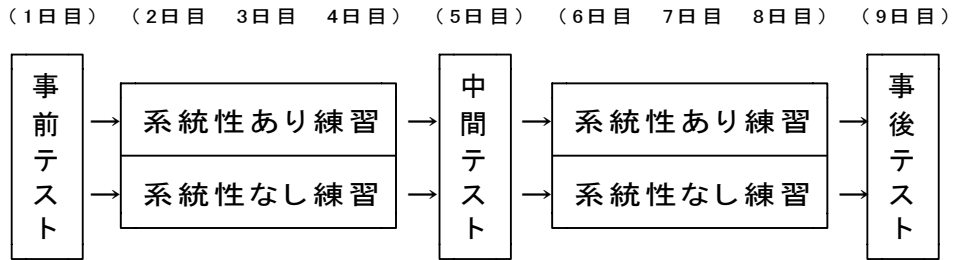 （１日目） （２日目 ３日目 ４日目） （５日目） （６日目 ７日目 ８日目） （９日目）
事前テスト
→ 系統性あり練習 →
→ 系統性なし練習 →
中間テスト
→ 系統性あり練習 →
→ 系統性なし練習 →
事後テスト